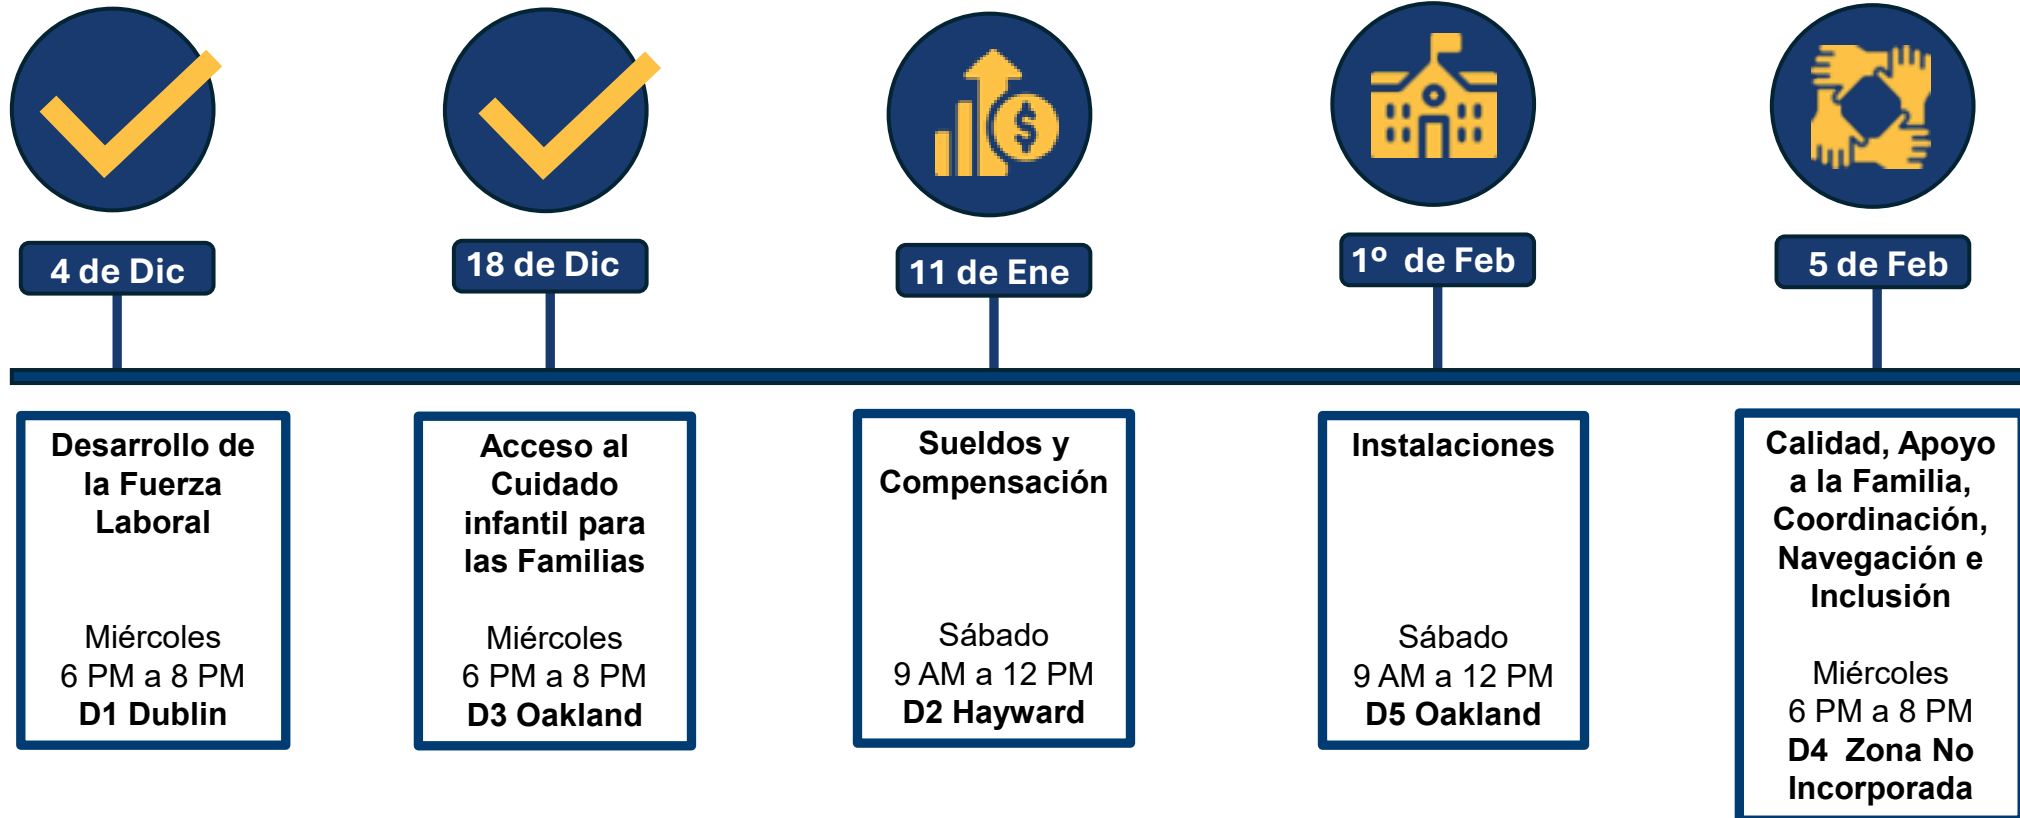 4 de Dic
18 de Dic
11 de Ene
1º de Feb
5 de Feb
Desarrollo de
la Fuerza
Laboral
Miércoles
6 PM a 8 PM
D1 Dublin
Acceso al
Cuidado
infantil para
las Familias
Miércoles
6 PM a 8 PM
D3 Oakland
Sueldos y
Compensación
Sábado
9 AM a 12 PM
D2 Hayward
Instalaciones
Sábado
9 AM a 12 PM
D5 Oakland
Calidad, Apoyo
a la Familia,
Coordinación,
Navegación e
Inclusión
Miércoles
6 PM a 8 PM
D4 Zona No
Incorporada